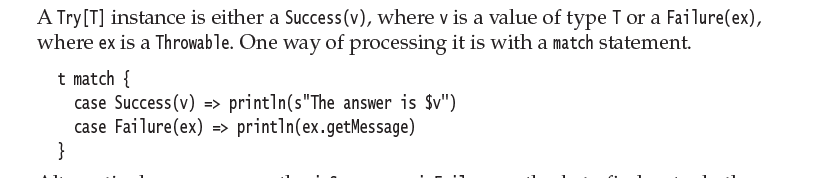 A Try[T] instance is either a Success(v), where v is a value of type T or a Failure(ex),
where ex is a Throwable. One way of processing it is with a match statement.
t match {
case Success(v) => println(s"The answer is $v")
case Failure(ex) => println(ex.getMessage)
}